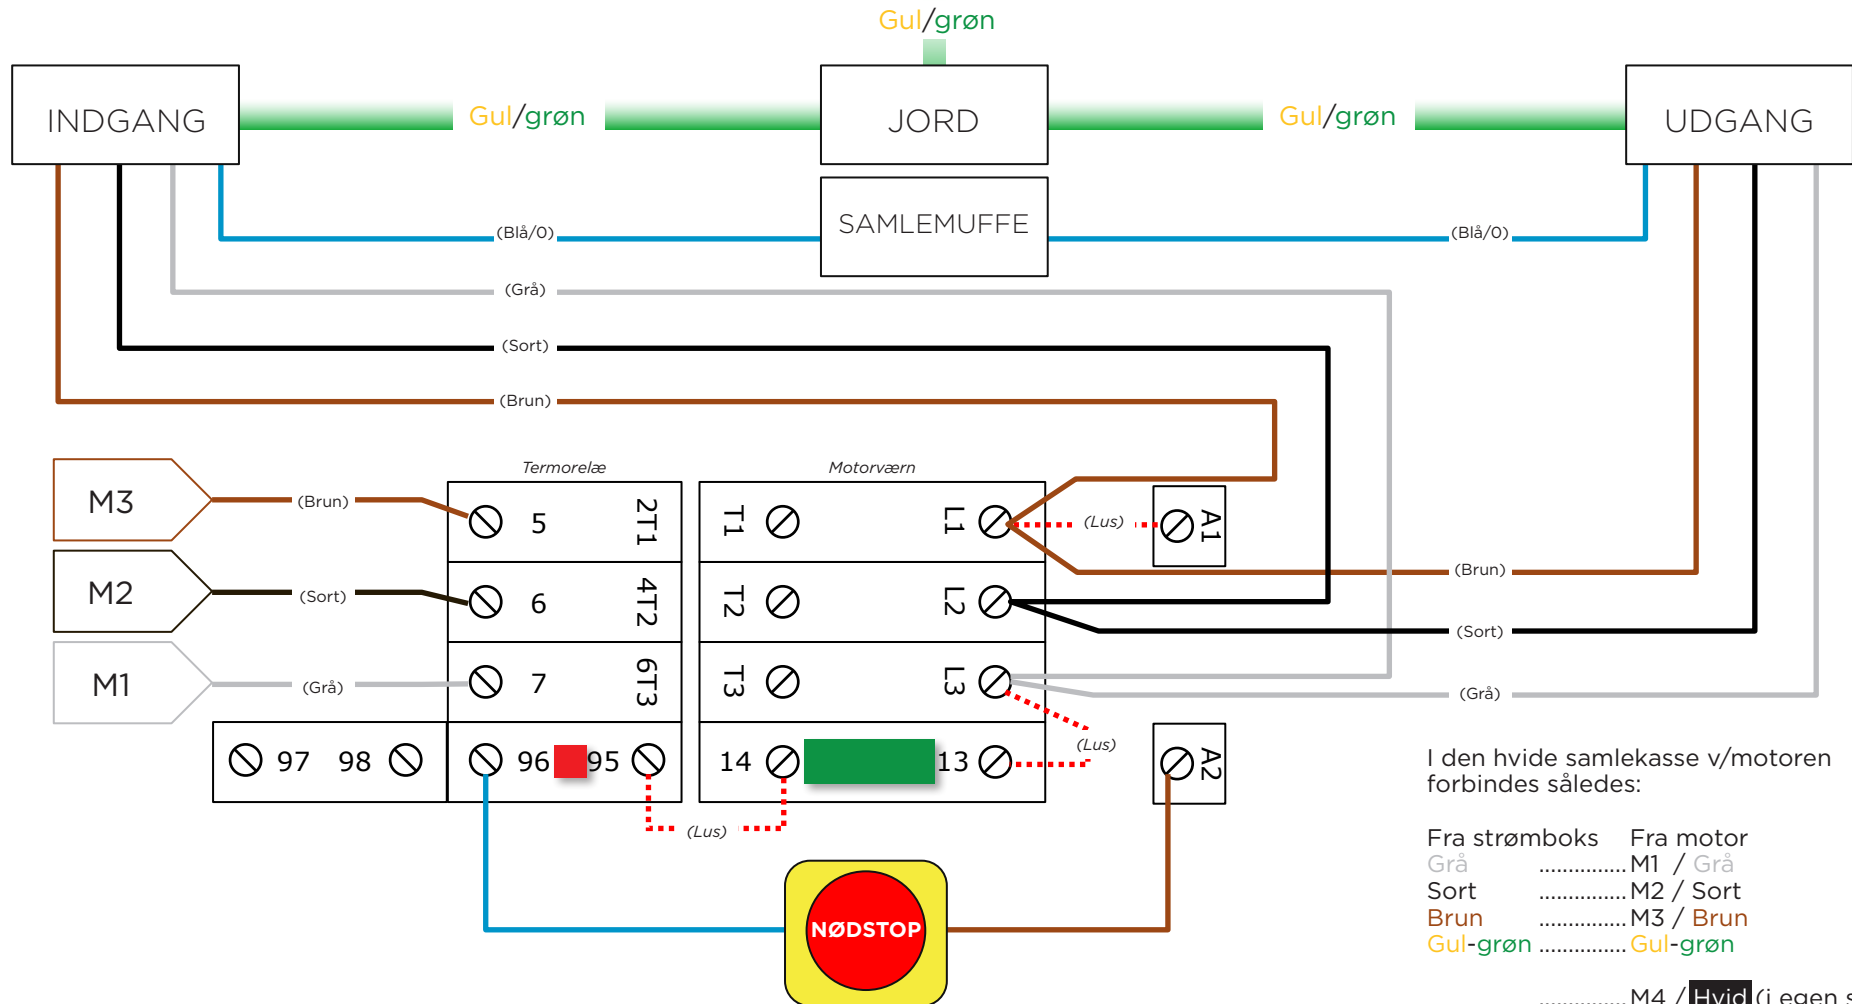 Gul/grøn
INDGANG
Gul/grøn
JORD
Gul/grøn
UDGANG
SAMLEMUFFE
(Blå/0)
(Blå/0)
(Grå)
(Sort)
(Brun)
Termorelæ
Motorværn
M3
(Brun)
5
2T1
T1
L1
(Lus)
A1
(Brun)
M2
(Sort)
6
4T2
T2
L2
(Sort)
M1
(Grå)
7
6T3
T3
L3
(Grå)
97
98
96
95
14
13
(Lus)
A2
(Lus)
NØDSTOP
I den hvide samlekasse v/motoren
forbindes således:
Fra strømboks Fra motor
Grå ............... M1 / Grå
Sort ............... M2 / Sort
Brun ............... M3 / Brun
Gul-grøn ............... Gul-grøn
............... M4 / Hvid (i egen